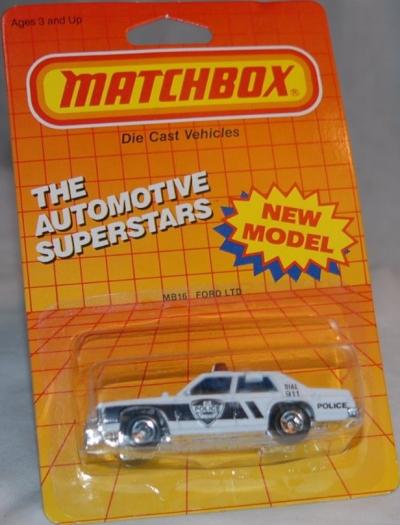 Ages 3 and Up
MATCHBOX®
Die Cast Vehicles
THE
AUTOMOTIVE
SUPERSTARS
NEW
MODEL
MB16 FORD LTD
DIAL
911
POLICE
POLICE